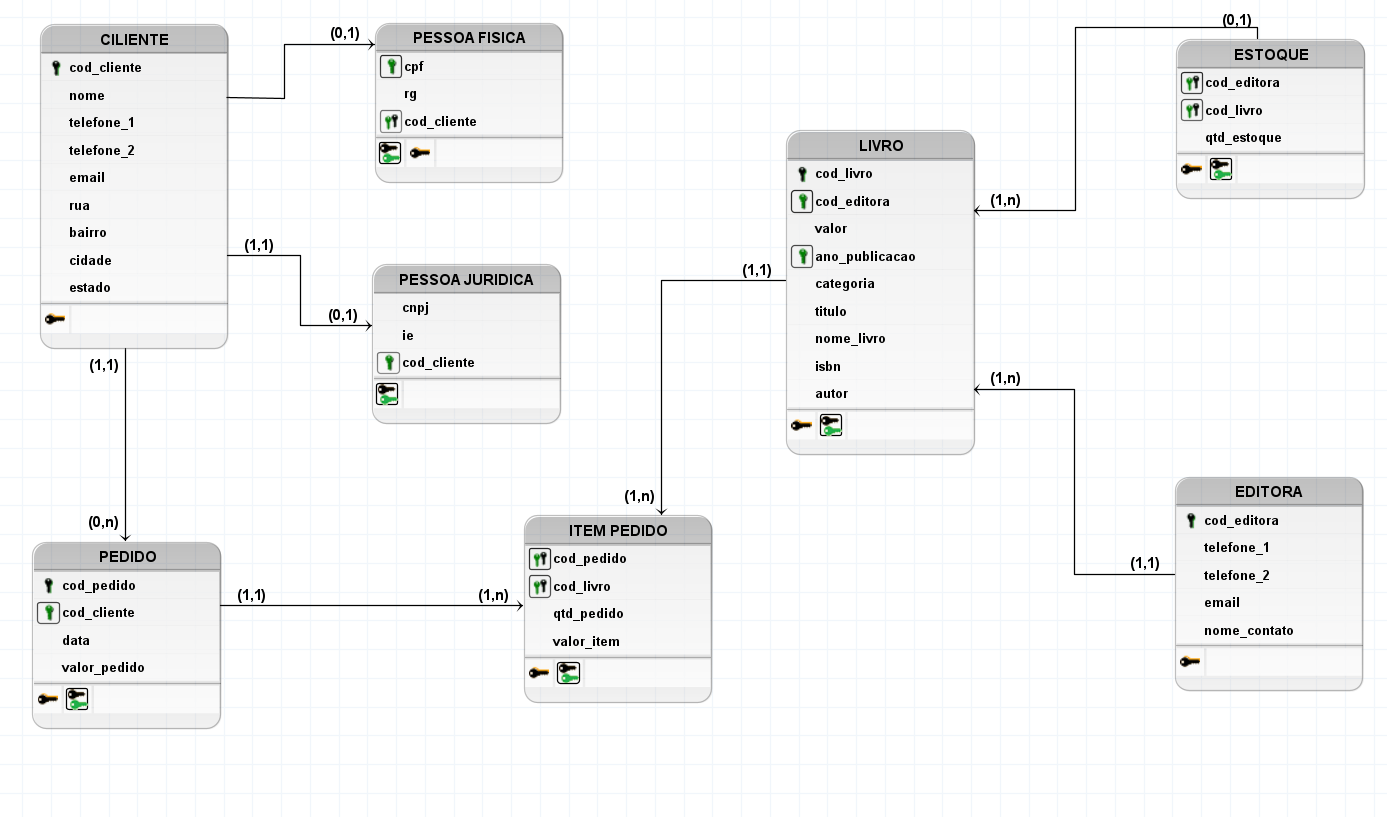 CILIENTE
cod_cliente
nome
telefone_1
telefone_2
email
rua
bairro
cidade
estado
(0,1)
PESSOA FISICA
cpf
rg
cod_cliente
(1,1)
(0,1)
PESSOA JURIDICA
cnpj
ie
cod_cliente
(1,1)
(0,n)
PEDIDO
cod_pedido
cod_cliente
data
valor_pedido
(1,1)
(1,n)
ITEM PEDIDO
cod_pedido
cod_livro
qtd_pedido
valor_item
(1,n)
(1,1)
LIVRO
cod_livro
cod_editora
valor
ano_publicacao
categoria
titulo
nome_livro
isbn
autor
(1,n)
(0,1)
ESTOQUE
cod_editora
cod_livro
qtd_estoque
(1,n)
(1,1)
EDITORA
cod_editora
telefone_1
telefone_2
email
nome_contato